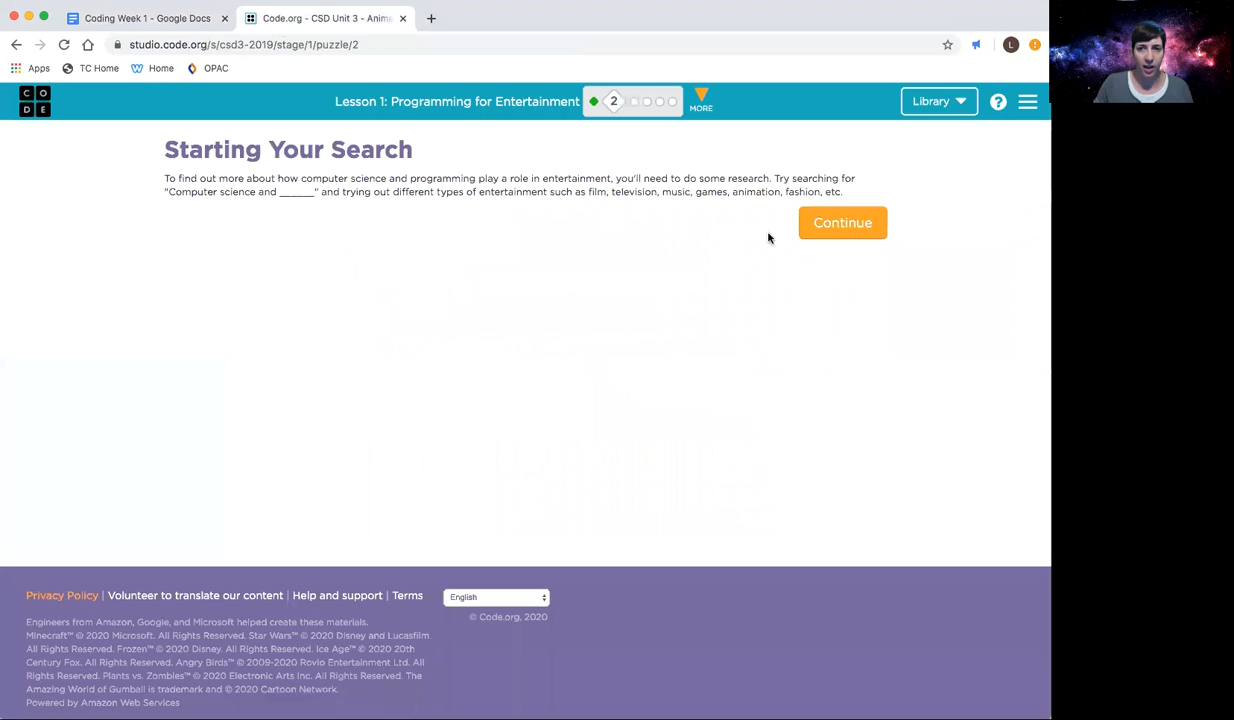 Coding Week 1 - Google Docs
Code.org - CSD Unit 3 - Anima
studio.code.org/s/csd3-2019/stage/1/puzzle/2
L
Apps
TC Home
Home
OPAC
C O
D E
Lesson 1: Programming for Entertainment
2
MORE
Library
?
Starting Your Search
To find out more about how computer science and programming play a role in entertainment, you'll need to do some research. Try searching for
"Computer science and ______" and trying out different types of entertainment such as film, television, music, games, animation, fashion, etc.
Continue
Privacy Policy | Volunteer to translate our content | Help and support | Terms
English
© Code.org, 2020
Engineers from Amazon, Google, and Microsoft helped create these materials.
Minecraft™ © 2020 Microsoft. All Rights Reserved. Star Wars™ © 2020 Disney and Lucasfilm.
All Rights Reserved. Frozen™ © 2020 Disney. All Rights Reserved. Ice Age™ © 2020 20th
Century Fox. All Rights Reserved. Angry Birds™ © 2009-2020 Rovio Entertainment Ltd. All
Rights Reserved. Plants vs. Zombies™ © 2020 Electronic Arts Inc. All Rights Reserved. The
Amazing World of Gumball is trademark and © 2020 Cartoon Network.
Powered by Amazon Web Services